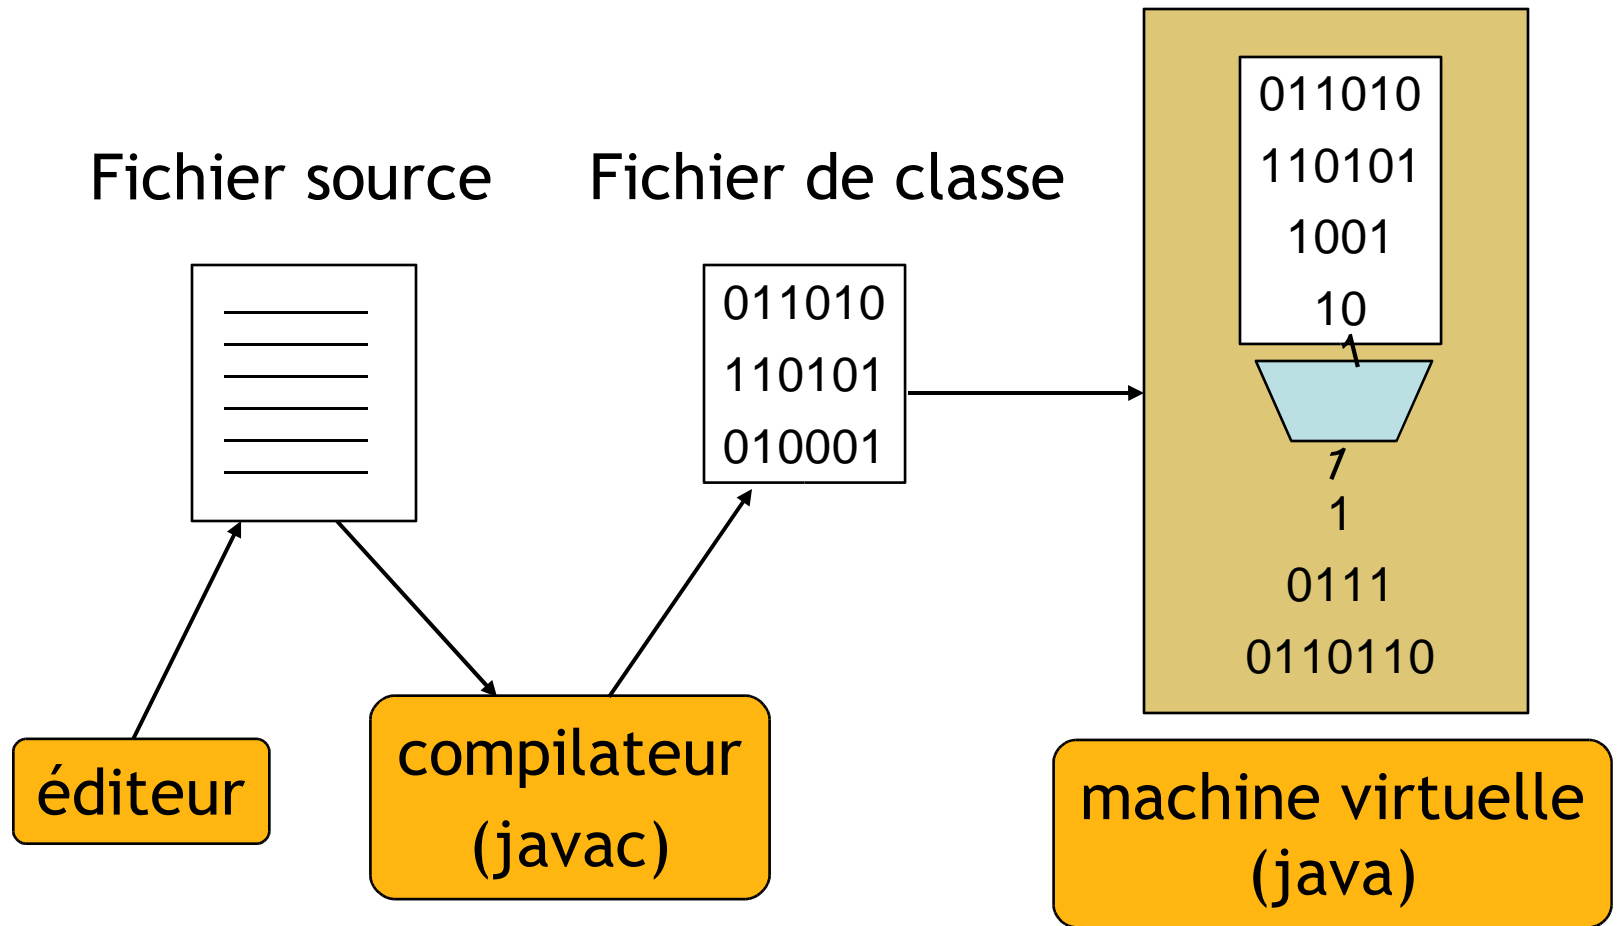 Fichier source
Fichier de classe
011010
110101
010001
011010
110101
1001
10
1
1
1
0111
0110110
éditeur
compilateur
(javac)
machine virtuelle
(java)